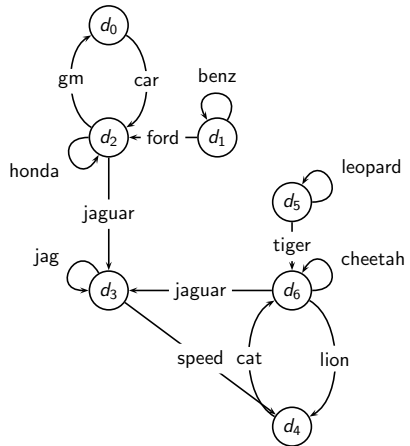 d0
gm
car
benz
d2
ford
d1
honda
leopard
d5
jaguar
tiger
jag
cheetah
d3
jaguar
d6
speed
cat
lion
d4